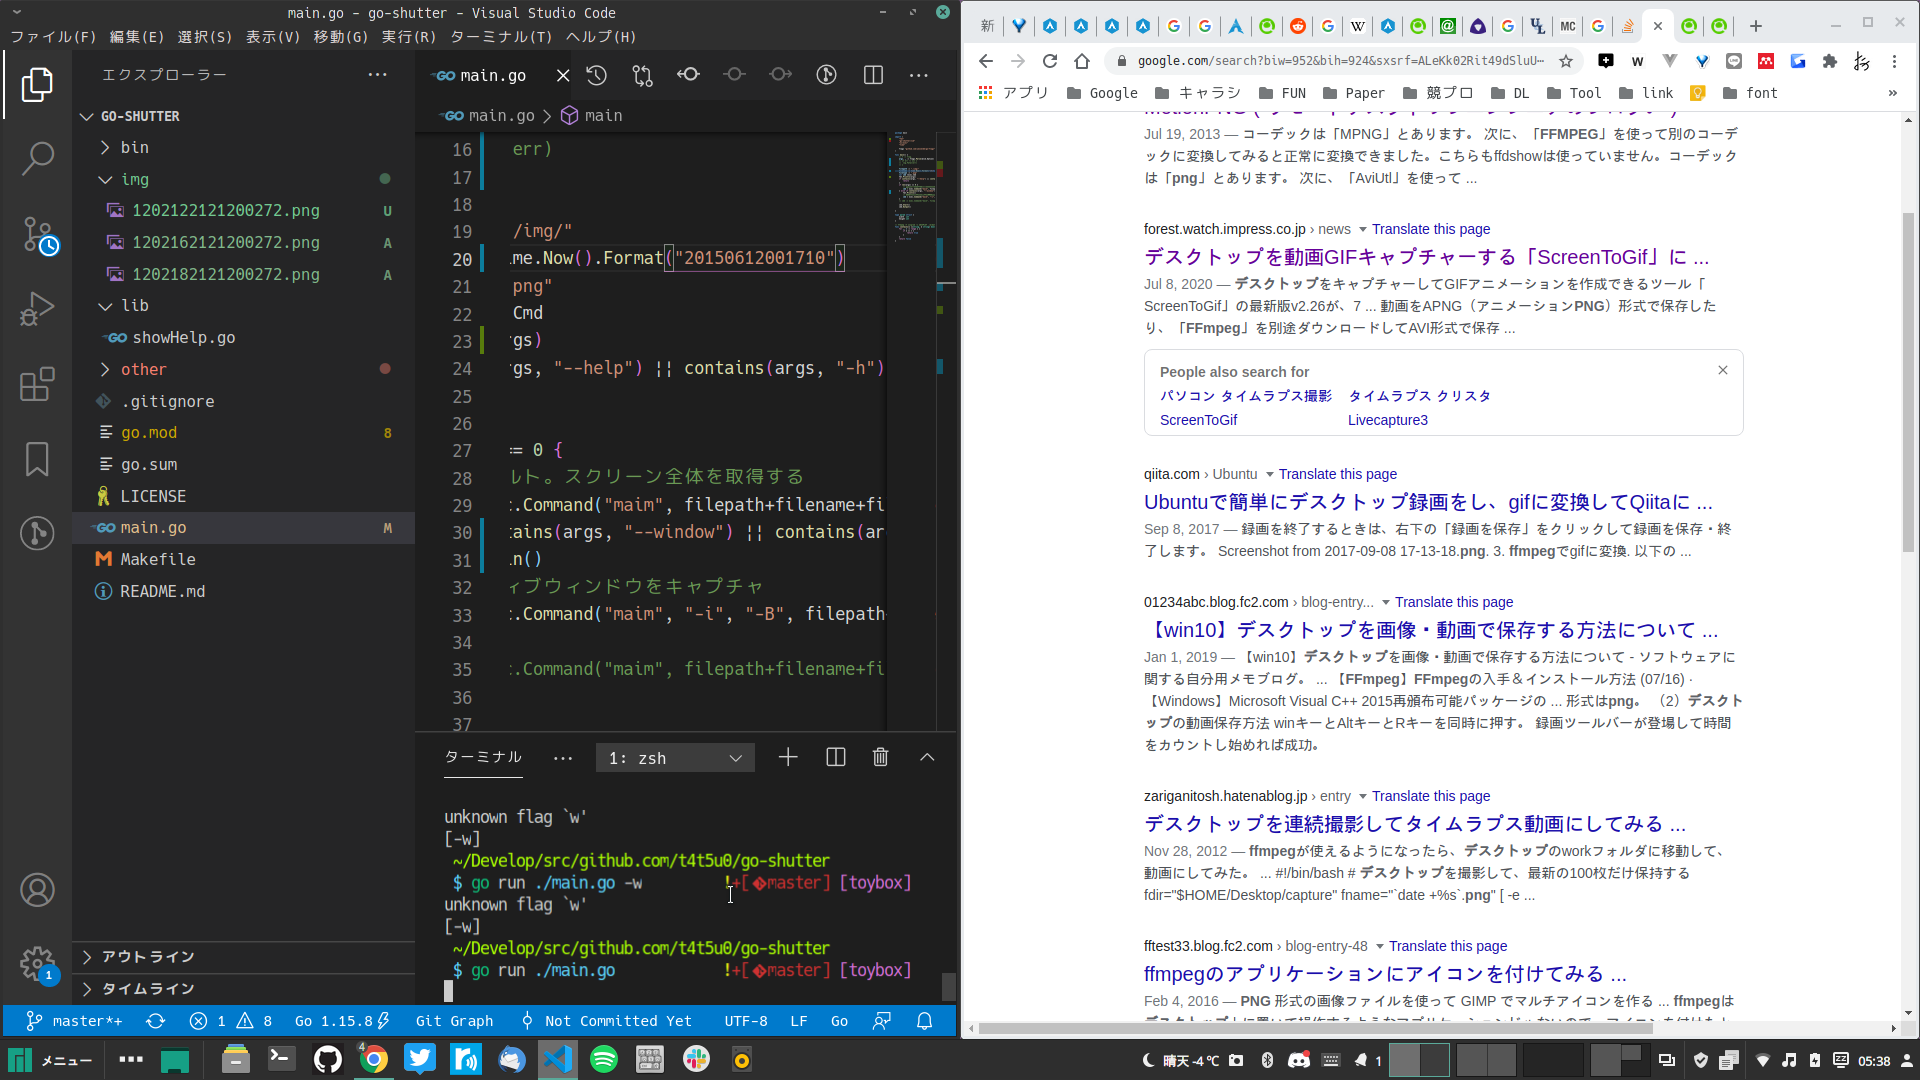 main.go - go-shutter - Visual Studio Code
ファイル(F) 編集(E) 選択(S) 表示(V) 移動(G) 実行(R) ターミナル(T) ヘルプ(H)
エクスプローラー
GO-SHUTTER
bin
img
1202122121200272.png U
1202162121200272.png A
1202182121200272.png A
lib
showHelp.go
other
.gitignore
go.mod 8
go.sum
LICENSE
main.go M
Makefile
README.md
アウトライン
タイムライン
main.go
main.go > main
16 err)
17
18
19 /img/"
20 me.Now().Format("20150612001710")
21 png"
22 Cmd
23 gs)
24 gs, "--help") || contains(args, "-h")
25
26
27 == 0 {
28 ルト。スクリーン全体を取得する
29 .Command("maim", filepath+filename+fi
30 ains(args, "--window") || contains(ar
31 n()
32 ィブウィンドウをキャプチャ
33 .Command("maim", "-i", "-B", filepath
34
35 .Command("maim", filepath+filename+fi
36
37
ターミナル
1: zsh
unknown flag `w'
[-w]
~/Develop/src/github.com/t4t5u0/go-shutter
$ go run ./main.go -w !+[master] [toybox]
unknown flag `w'
[-w]
~/Develop/src/github.com/t4t5u0/go-shutter
$ go run ./main.go !+[master] [toybox]
master*+ 1 8 Go 1.15.8 Git Graph Not Committed Yet UTF-8 LF Go
1
新
MC
google.com/search?biw=952&bih=924&sxsrf=ALeKk02Rit49dSluU…
アプリ Google キャラシ FUN Paper 競プロ DL Tool link font »
Jul 19, 2013 — コーデックは「MPNG」とあります。 次に、「FFMPEG」を使って別のコーデ
ックに変換してみると正常に変換できました。こちらもffdshowは使っていません。コーデック
は「png」とあります。 次に、「AviUtl」を使って ...
forest.watch.impress.co.jp › news Translate this page
デスクトップを動画GIFキャプチャーする「ScreenToGif」に ...
Jul 8, 2020 — デスクトップをキャプチャーしてGIFアニメーションを作成できるツール「
ScreenToGif」の最新版v2.26が、7 ... 動画をAPNG（アニメーションPNG）形式で保存した
り、「FFmpeg」を別途ダウンロードしてAVI形式で保存 ...
People also search for
パソコン タイムラプス撮影 タイムラプス クリスタ
ScreenToGif Livecapture3
qiita.com › Ubuntu Translate this page
Ubuntuで簡単にデスクトップ録画をし、gifに変換してQiitaに ...
Sep 8, 2017 — 録画を終了するときは、右下の「録画を保存」をクリックして録画を保存・終
了します。 Screenshot from 2017-09-08 17-13-18.png. 3. ffmpegでgifに変換. 以下の ...
01234abc.blog.fc2.com › blog-entry... Translate this page
【win10】デスクトップを画像・動画で保存する方法について ...
Jan 1, 2019 — 【win10】デスクトップを画像・動画で保存する方法について - ソフトウェアに
関する自分用メモブログ。 ... 【FFmpeg】FFmpegの入手＆インストール方法 (07/16) ·
【Windows】Microsoft Visual C++ 2015再頒布可能パッケージの ... 形式はpng。 （2）デスクト
ップの動画保存方法 winキーとAltキーとRキーを同時に押す。 録画ツールバーが登場して時間
をカウントし始めれば成功。
zariganitosh.hatenablog.jp › entry Translate this page
デスクトップを連続撮影してタイムラプス動画にしてみる ...
Nov 28, 2012 — ffmpegが使えるようになったら、デスクトップのworkフォルダに移動して、
動画にしてみた。 ... #!/bin/bash # デスクトップを撮影して、最新の100枚だけ保持する
fdir="$HOME/Desktop/capture" fname="`date +%s`.png" [ -e ...
fftest33.blog.fc2.com › blog-entry-48 Translate this page
ffmpegのアプリケーションにアイコンを付けてみる ...
Feb 4, 2016 — PNG 形式の画像ファイルを使って GIMP でマルチアイコンを作る ... ffmpegは
メニュー
4
晴天 -4 ℃
1
05:38